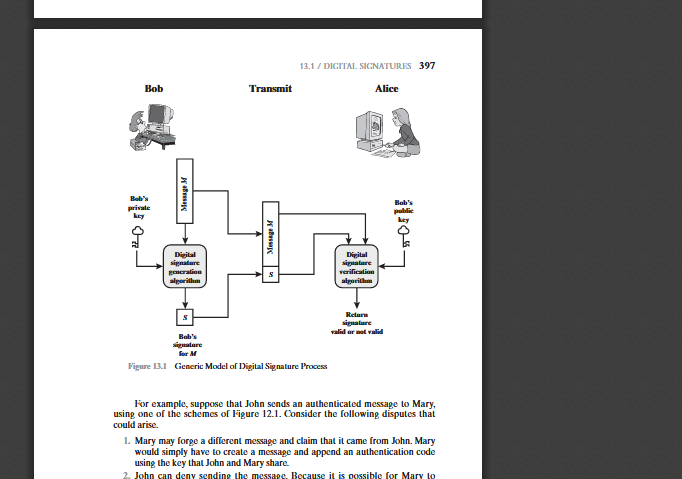 13.1 / DIGITAL SIGNATURES 397
Bob Transmit Alice
Bob's
private
key
Message M
Message M
S
Bob's
public
key
Digital
signature
generation
algorithm
Digital
signature
verification
algorithm
S
Bob's
signature
for M
Return
signature
valid or not valid
Figure 13.1 Generic Model of Digital Signature Process
For example, suppose that John sends an authenticated message to Mary,
using one of the schemes of Figure 12.1. Consider the following disputes that
could arise.
1. Mary may forge a different message and claim that it came from John. Mary
would simply have to create a message and append an authentication code
using the key that John and Mary share.
2. John can deny sending the message. Because it is possible for Mary to